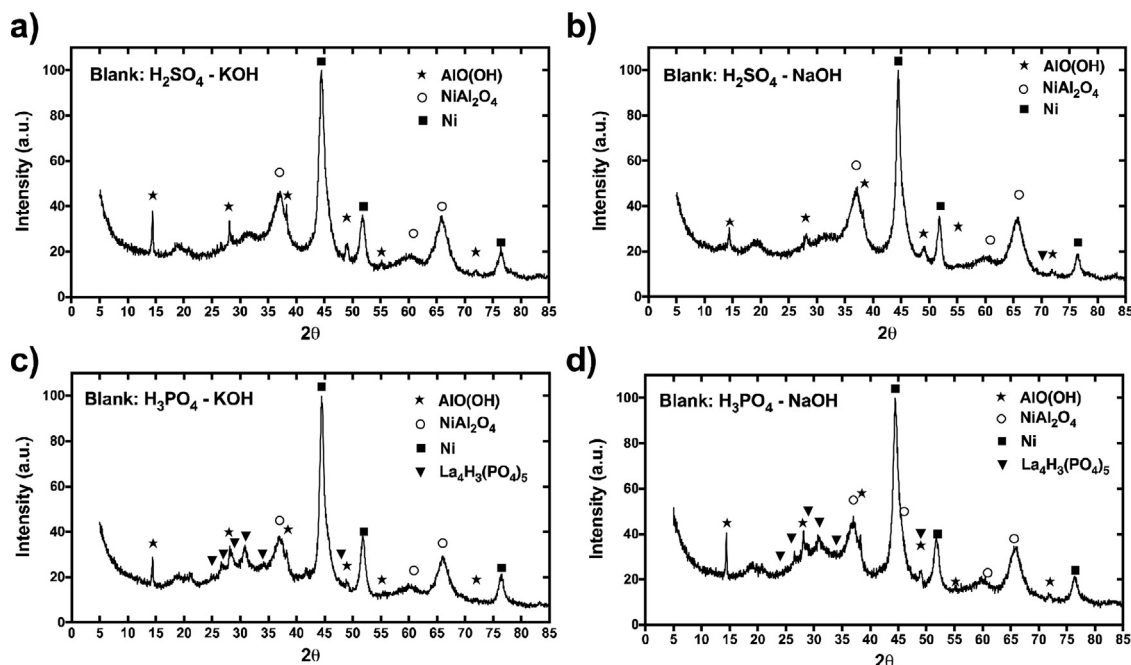 a)
Blank: H₂SO₄ - KOH
★ AlO(OH)
○ NiAl₂O₄
■ Ni
Intensity (a.u.)
100
80
60
40
20
0
0 5 10 15 20 25 30 35 40 45 50 55 60 65 70 75 80 85
2θ
b)
Blank: H₂SO₄ - NaOH
★ AlO(OH)
○ NiAl₂O₄
■ Ni
Intensity (a.u.)
100
80
60
40
20
0
0 5 10 15 20 25 30 35 40 45 51 55 60 65 70 75 80 85
2θ
c)
Blank: H₃PO₄ - KOH
★ AlO(OH)
○ NiAl₂O₄
■ Ni
▼ La₄H₃(PO₄)₅
Intensity (a.u.)
100
80
60
40
20
0
0 5 10 15 20 25 30 35 40 45 51 55 60 65 70 75 80 85
2θ
d)
Blank: H₃PO₄ - NaOH
★ AlO(OH)
○ NiAl₂O₄
■ Ni
▼ La₄H₃(PO₄)₅
Intensity (a.u.)
100
80
60
40
20
0
0 5 10 15 20 25 30 35 40 45 51 55 60 65 70 75 80 85
2θ